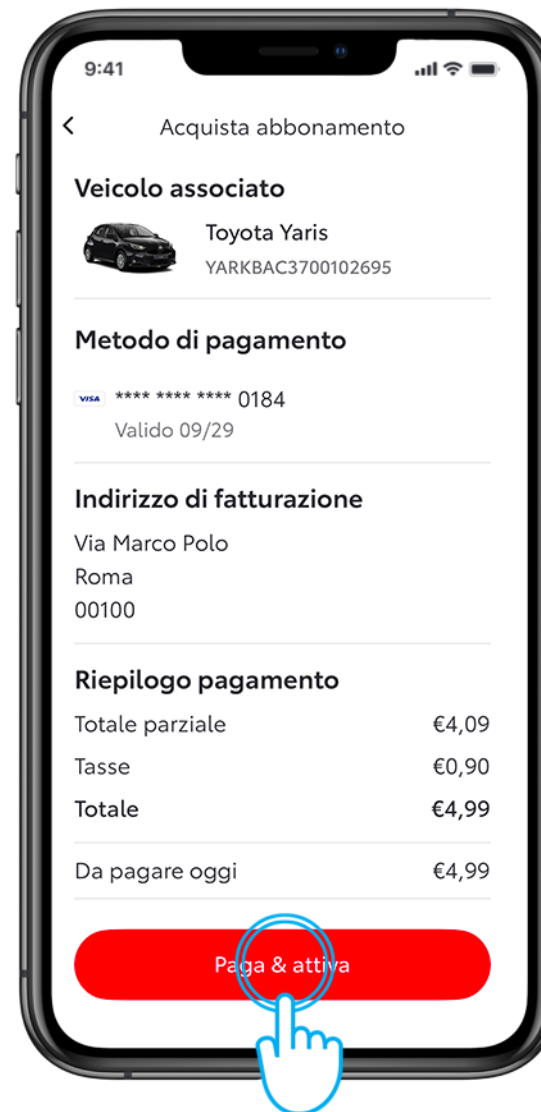 9:41
Acquista abbonamento
Veicolo associato
Toyota Yaris
YARKBAC3700102695
Metodo di pagamento
VISA **** **** **** 0184
Valido 09/29
Indirizzo di fatturazione
Via Marco Polo
Roma
00100
Riepilogo pagamento
Totale parziale €4,09
Tasse €0,90
Totale €4,99
Da pagare oggi €4,99
Paga & attiva